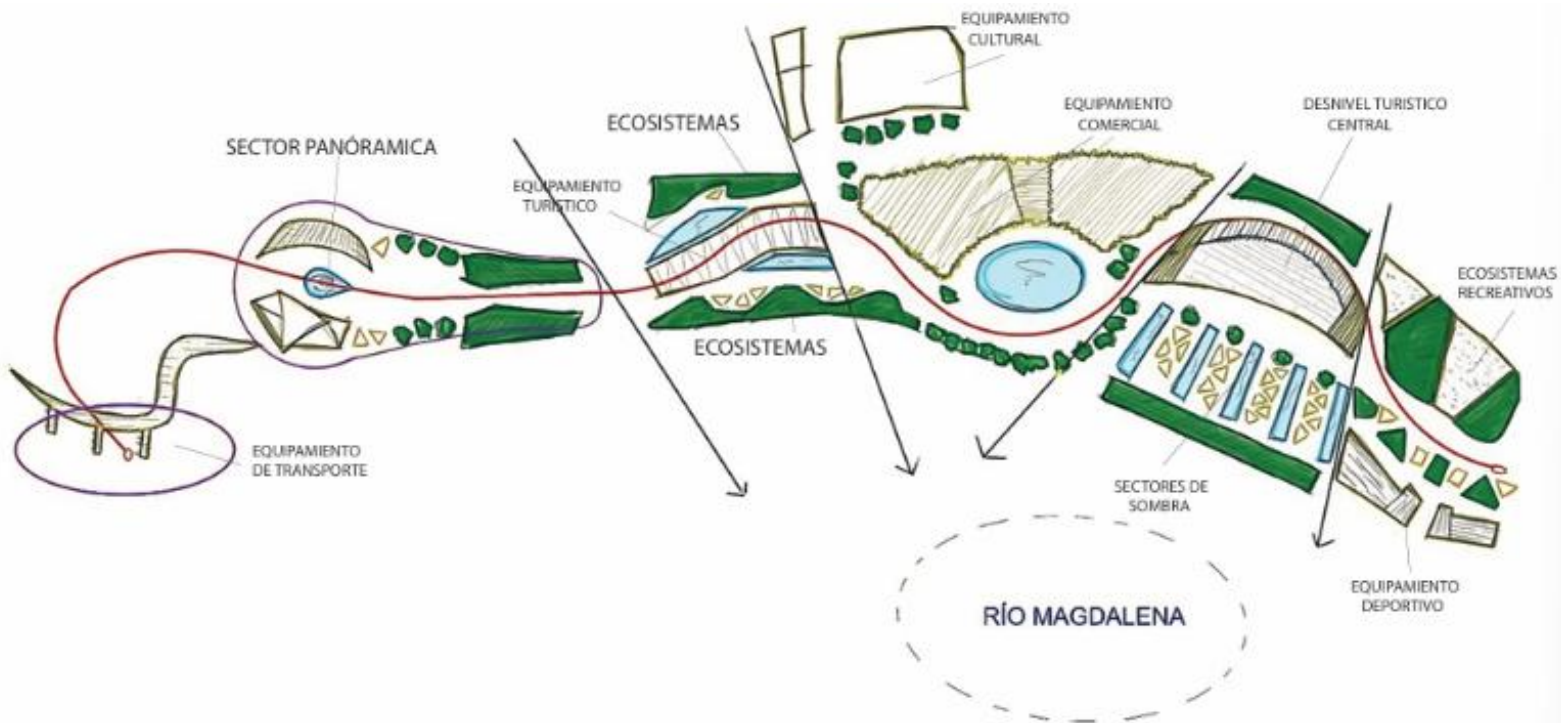 EQUIPAMIENTO
CULTURAL
EQUIPAMIENTO
COMERCIAL
DESNIVEL TURISTICO
CENTRAL
ECOSISTEMAS
SECTOR PANÓRAMICA
EQUIPAMIENTO
TURÍSTICO
ECOSISTEMAS
RECREATIVOS
ECOSISTEMAS
EQUIPAMIENTO
DE TRANSPORTE
SECTORES DE
SOMBRA
EQUIPAMIENTO
DEPORTIVO
RÍO MAGDALENA